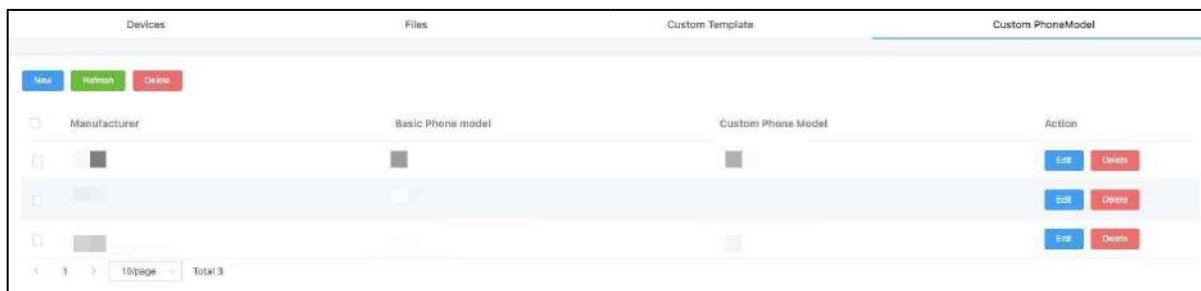 Devices Files Custom Template Custom PhoneModel
New Refresh Delete
Manufacturer Basic Phone model Custom Phone Model Action
Edit Delete
Edit Delete
Edit Delete
< 1 > 10/page Total 3